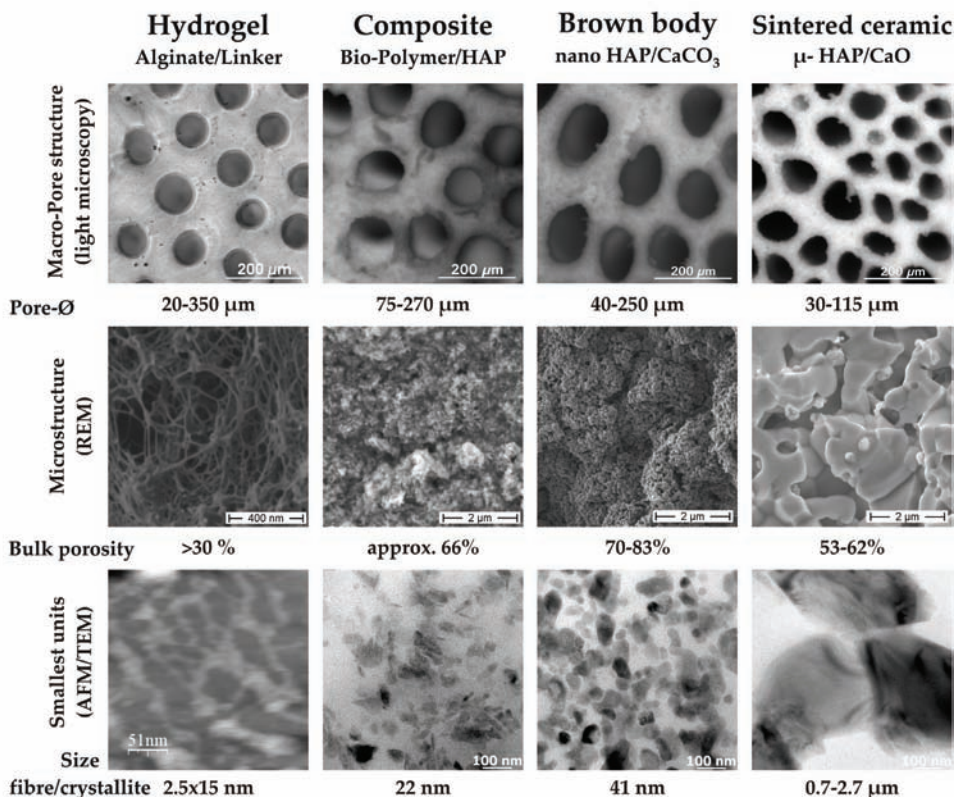 Hydrogel Composite Brown body Sintered ceramic
Alginate/Linker Bio-Polymer/HAP nano HAP/CaCO₃ μ- HAP/CaO
Macro-Pore structure
(light microscopy)
200 μm 200 μm 200 μm 200 μm
Pore-Ø 20-350 μm 75-270 μm 40-250 μm 30-115 μm
Microstructure
(REM)
400 nm 2 μm 2 μm 2 μm
Bulk porosity >30 % approx. 66% 70-83% 53-62%
Smallest units
(AFM/TEM)
51nm 100 nm 100 nm 100 nm
Size
fibre/crystallite 2.5x15 nm 22 nm 41 nm 0.7-2.7 μm